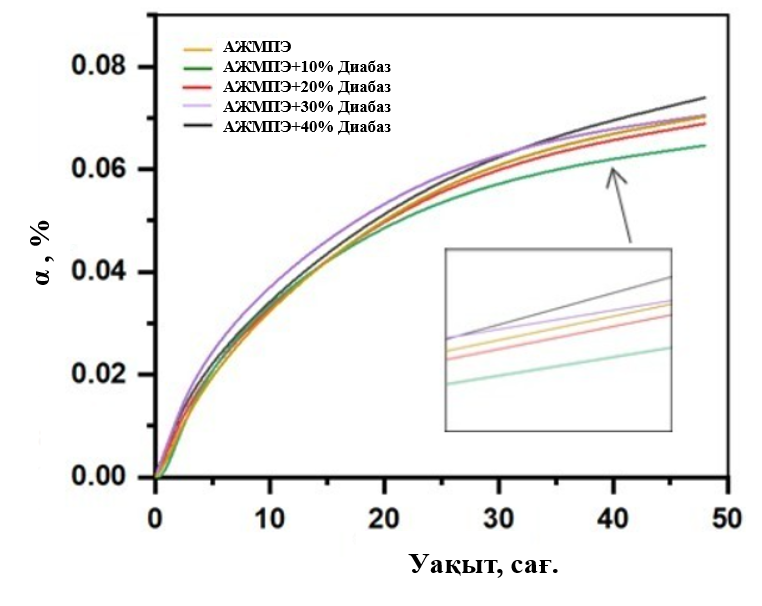 АЖМПЭ
АЖМПЭ+10% Диабаз
АЖМПЭ+20% Диабаз
АЖМПЭ+30% Диабаз
АЖМПЭ+40% Диабаз
0.08
0.06
0.04
0.02
0.00
α , %
0 10 20 30 40 50
Уақыт, сағ.